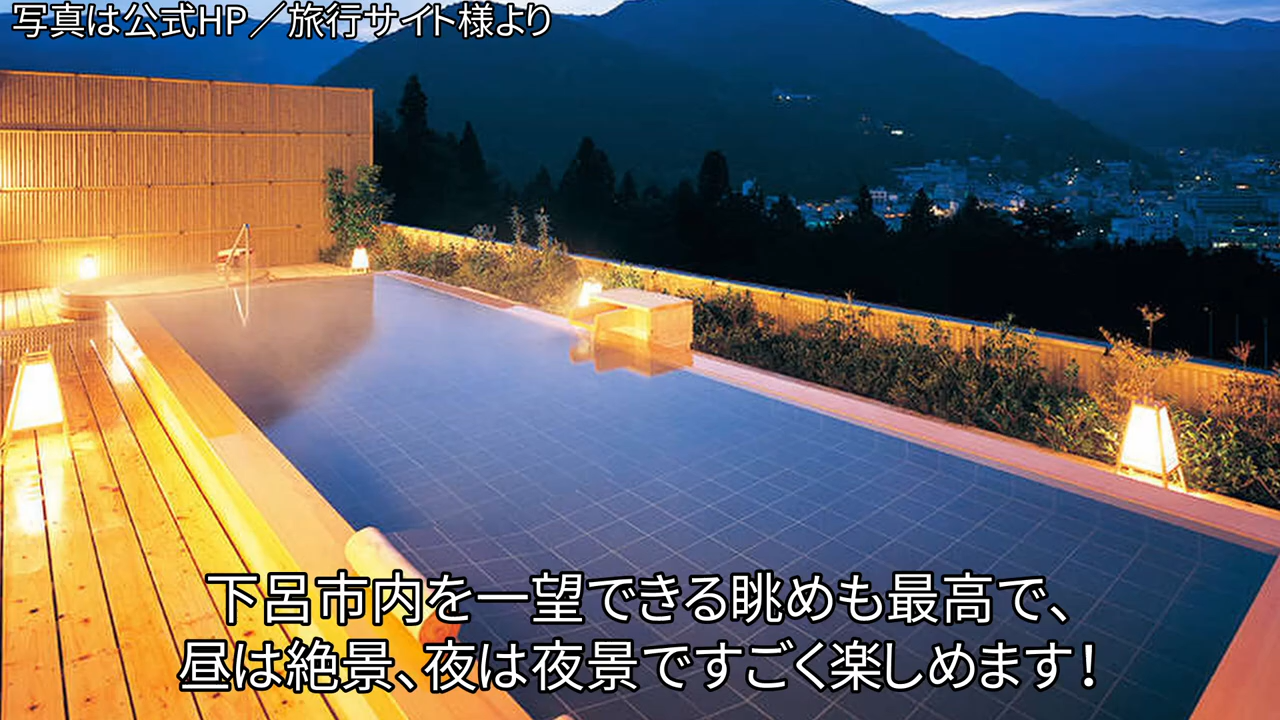 写真は公式HP／旅行サイト様より
下呂市内を一望できる眺めも最高で、
昼は絶景、夜は夜景ですごく楽しめます！